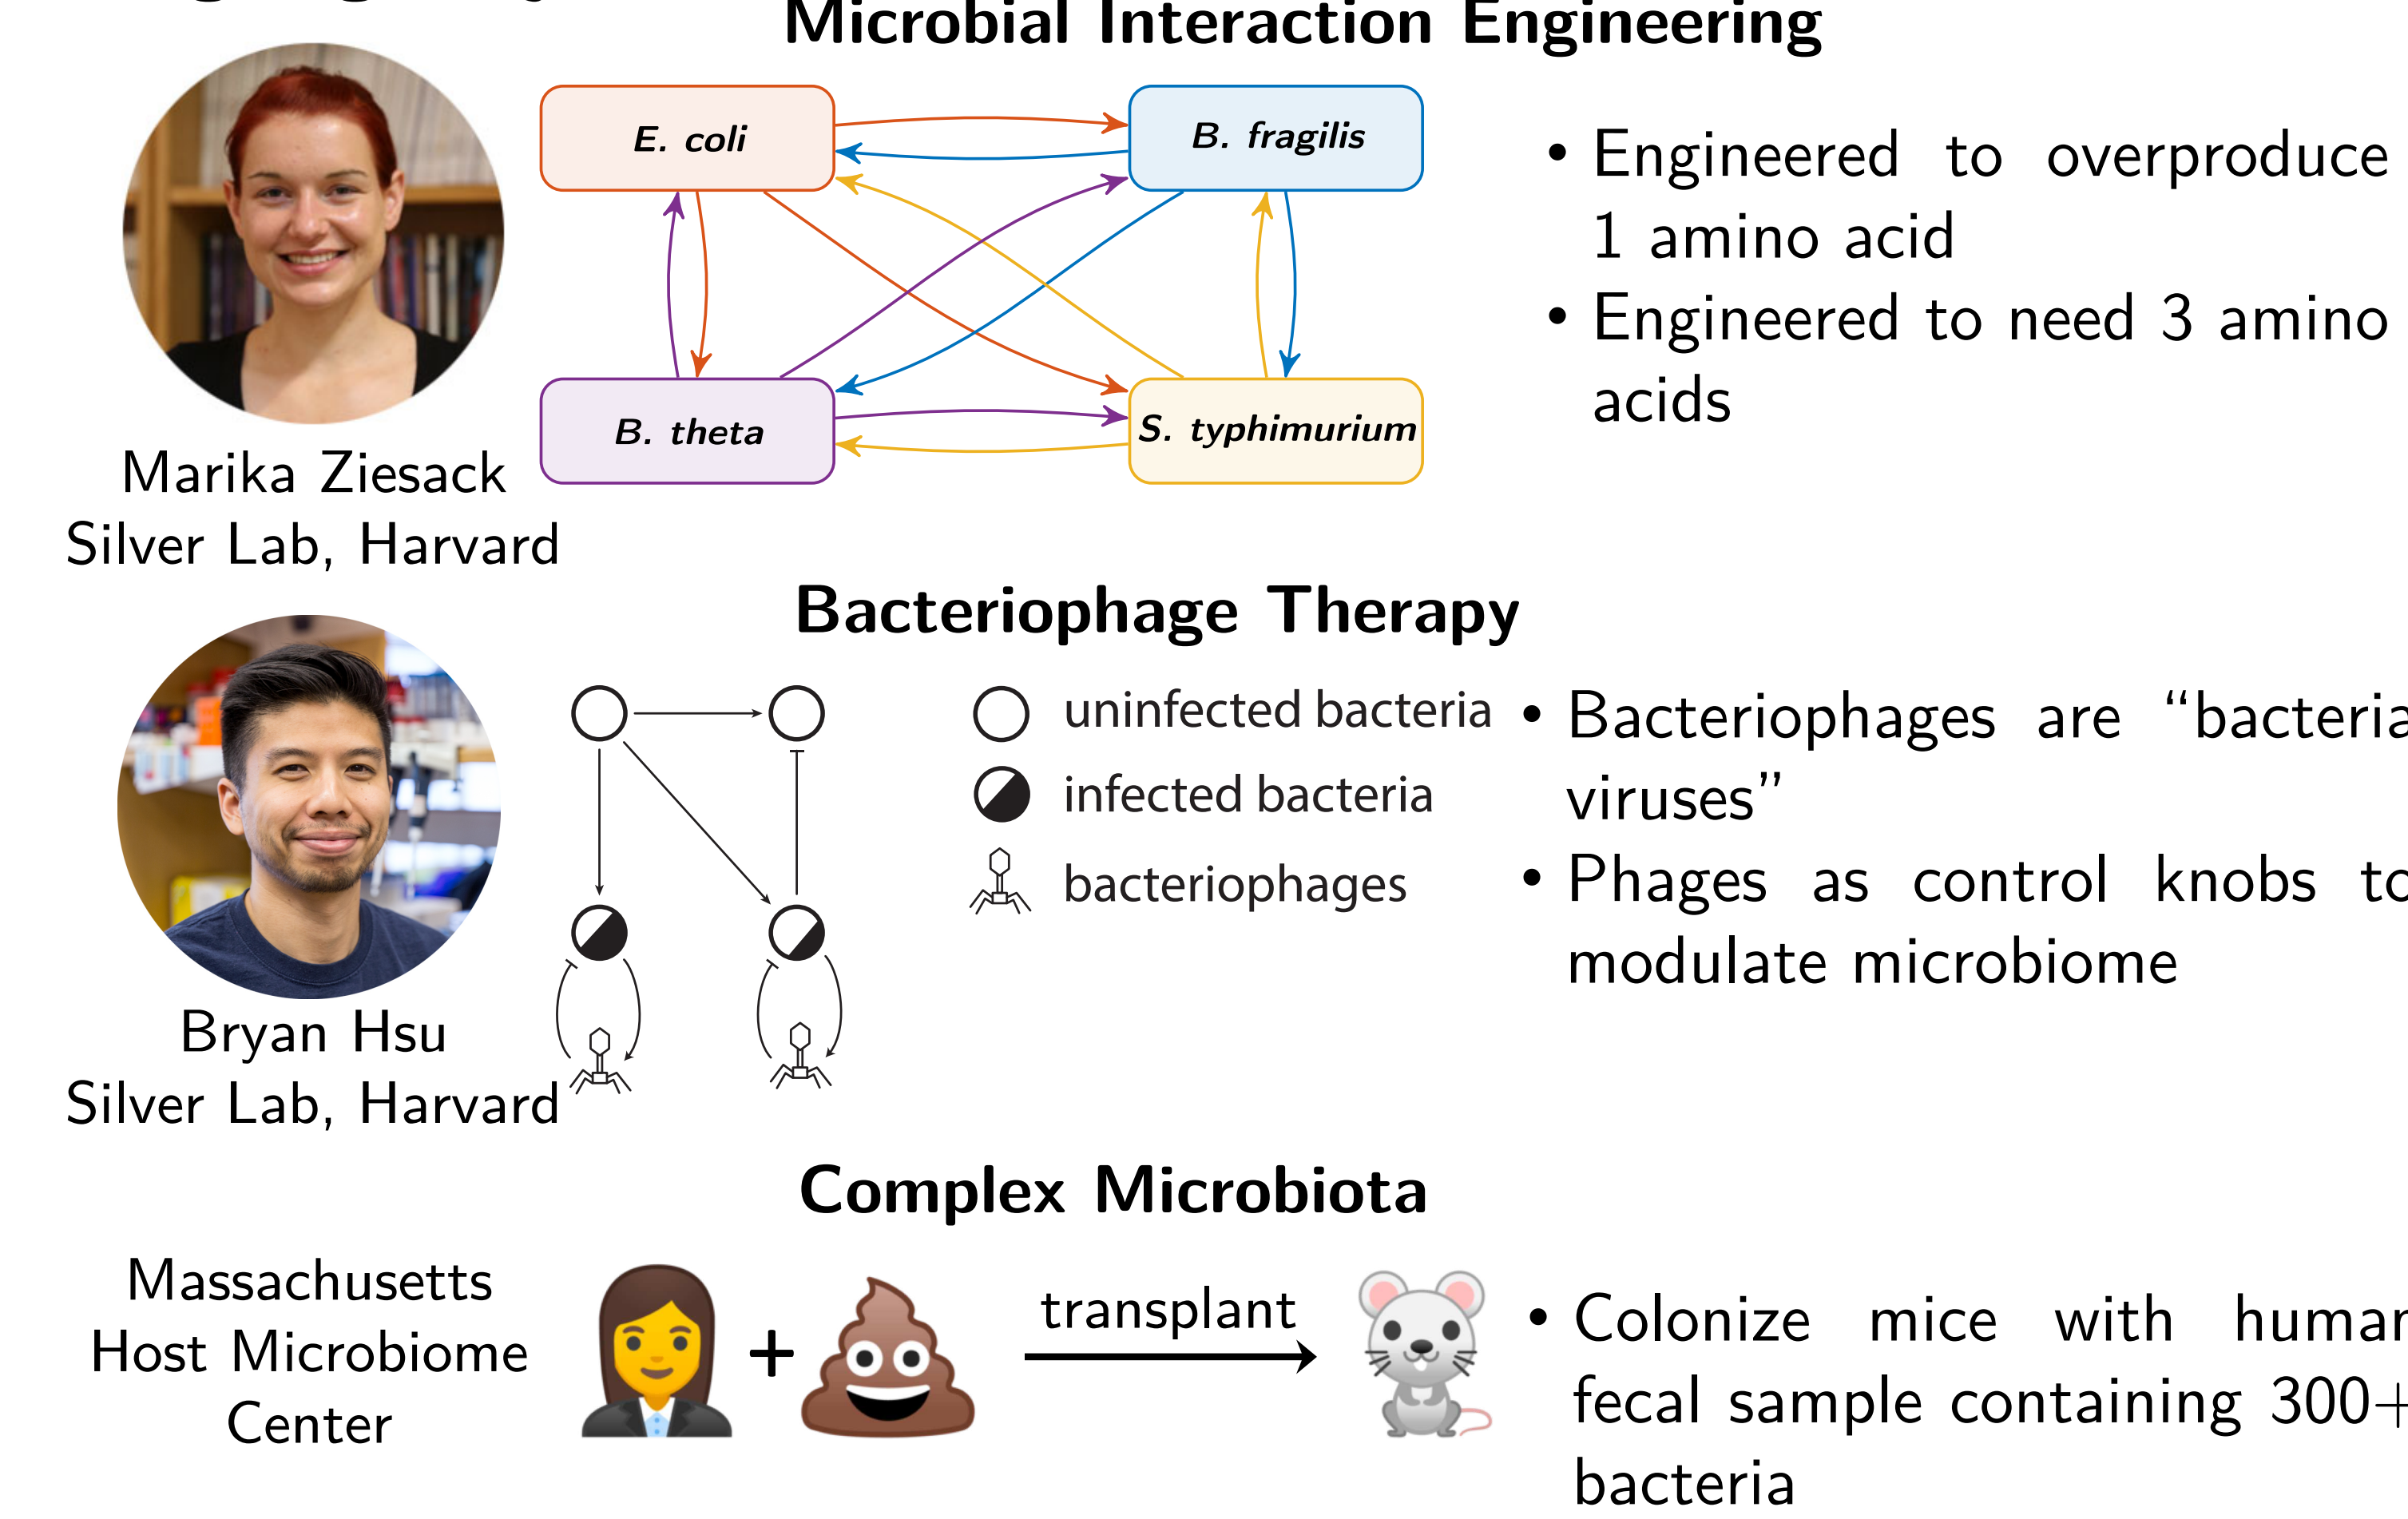 Microbial Interaction Engineering
E. coli
B. fragilis
B. theta
S. typhimurium
• Engineered to overproduce
1 amino acid
• Engineered to need 3 amino
acids
Marika Ziesack
Silver Lab, Harvard
Bacteriophage Therapy
uninfected bacteria
infected bacteria
bacteriophages
• Bacteriophages are “bacteria
viruses”
• Phages as control knobs to
modulate microbiome
Bryan Hsu
Silver Lab, Harvard
Complex Microbiota
Massachusetts
Host Microbiome
Center
+
transplant
• Colonize mice with human
fecal sample containing 300+
bacteria